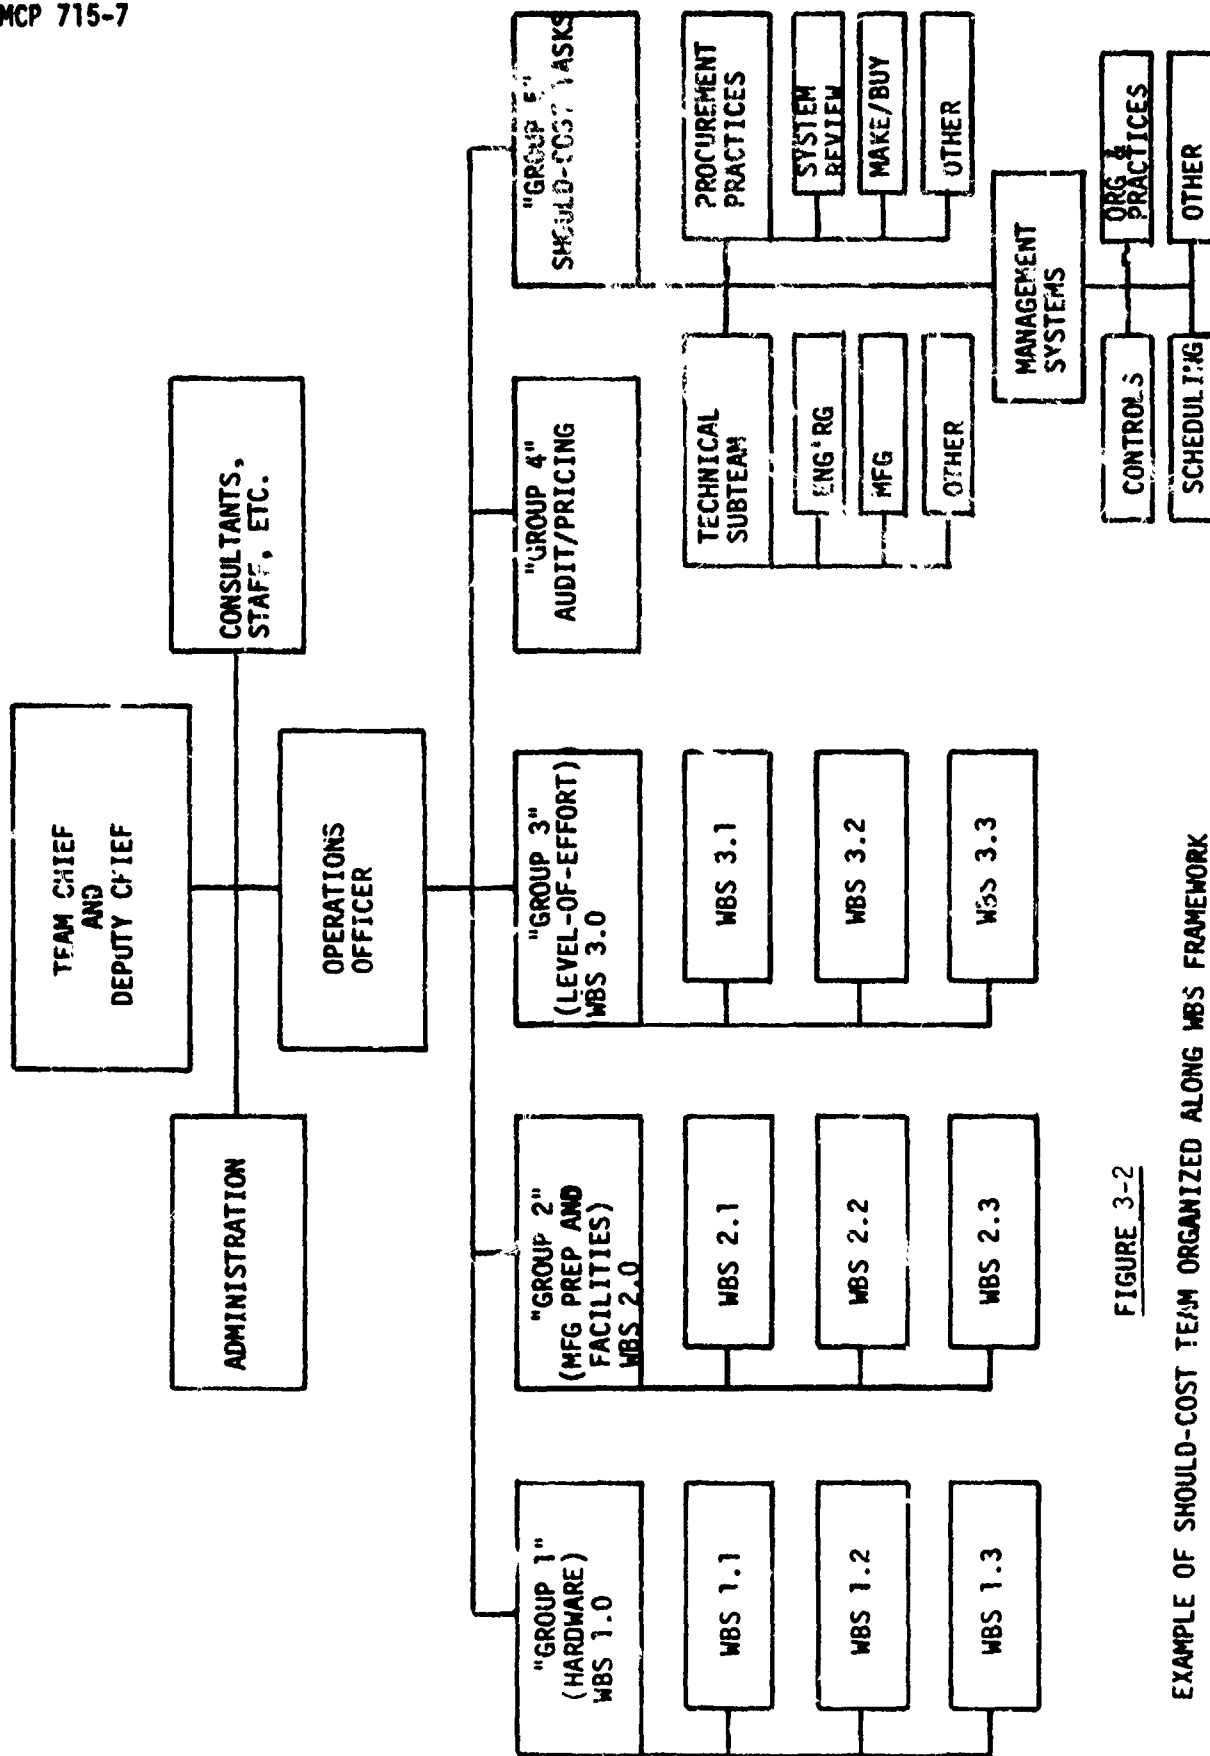 MCP 715-7
TEAM CHIEF
AND
DEPUTY CHIEF
ADMINISTRATION
CONSULTANTS,
STAFF, ETC.
OPERATIONS
OFFICER
"GROUP 1"
(HARDWARE)
WBS 1.0
WBS 1.1
WBS 1.2
WBS 1.3
"GROUP 2"
(MFG PREP AND
FACILITIES)
WBS 2.0
WBS 2.1
WBS 2.2
WBS 2.3
"GROUP 3"
(LEVEL-OF-EFFORT)
WBS 3.0
WBS 3.1
WBS 3.2
WBS 3.3
"GROUP 4"
AUDIT/PRICING
"GROUP 5"
SHOULD-COST TASKS
TECHNICAL
SUBTEAM
ENG'RG
MFG
OTHER
PROCUREMENT
PRACTICES
SYSTEM
REVIEW
MAKE/BUY
OTHER
MANAGEMENT
SYSTEMS
CONTROLS
SCHEDULING
ORG &
PRACTICES
OTHER
FIGURE 3-2
EXAMPLE OF SHOULD-COST TEAM ORGANIZED ALONG WBS FRAMEWORK